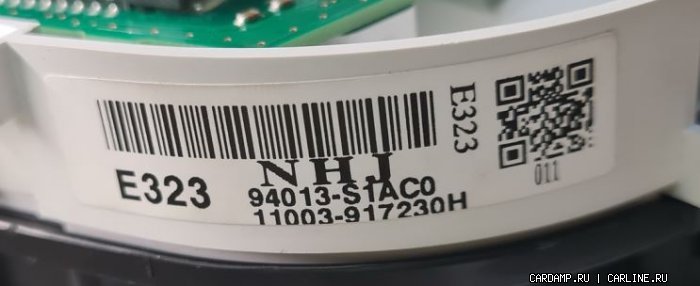 NHJ
E323
94013-S1AC0
11003-917230H
E323
011
CARDAMP.RU | CARLINE.RU